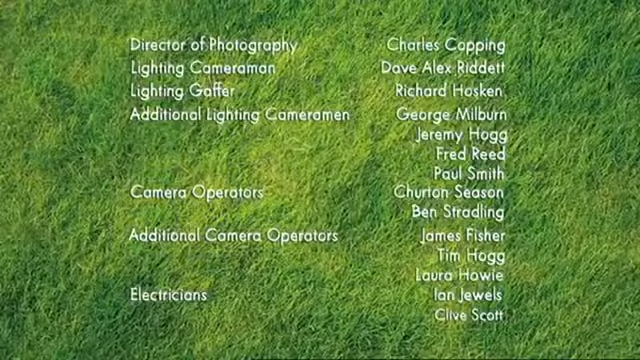 Director of Photography Charles Capping
Lighting Cameraman Dave Alex Riddett
Lighting Gaffer Richard Hosken
Additional Lighting Cameramen George Milburn
Jeremy Hogg
Fred Reed
Paul Smith
Camera Operators Churton Season
Ben Stradling
Additional Camera Operators James Fisher
Tim Hogg
Laura Howie
Electricians Ian Jewels
Clive Scott